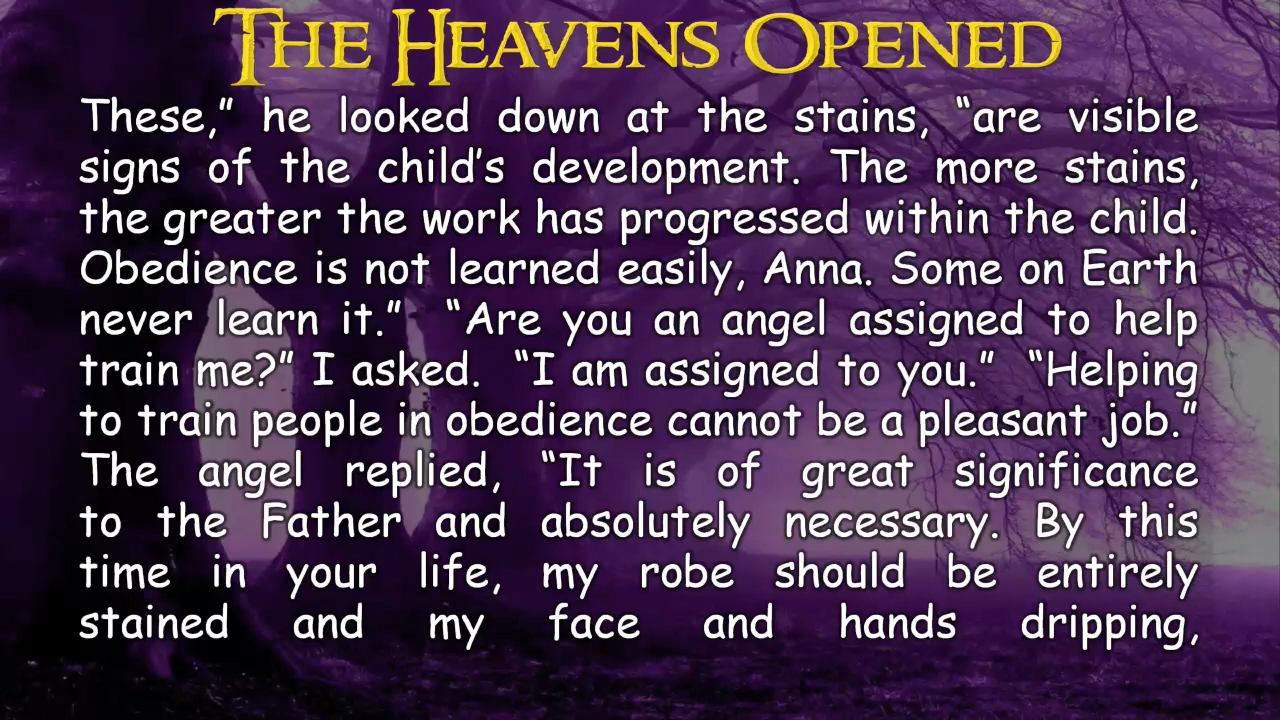 THE HEAVENS OPENED
These,” he looked down at the stains, “are visible
signs of the child’s development. The more stains,
the greater the work has progressed within the child.
Obedience is not learned easily, Anna. Some on Earth
never learn it.” “Are you an angel assigned to help
train me?” I asked. “I am assigned to you.” “Helping
to train people in obedience cannot be a pleasant job.”
The angel replied, “It is of great significance
to the Father and absolutely necessary. By this
time in your life, my robe should be entirely
stained and my face and hands dripping,